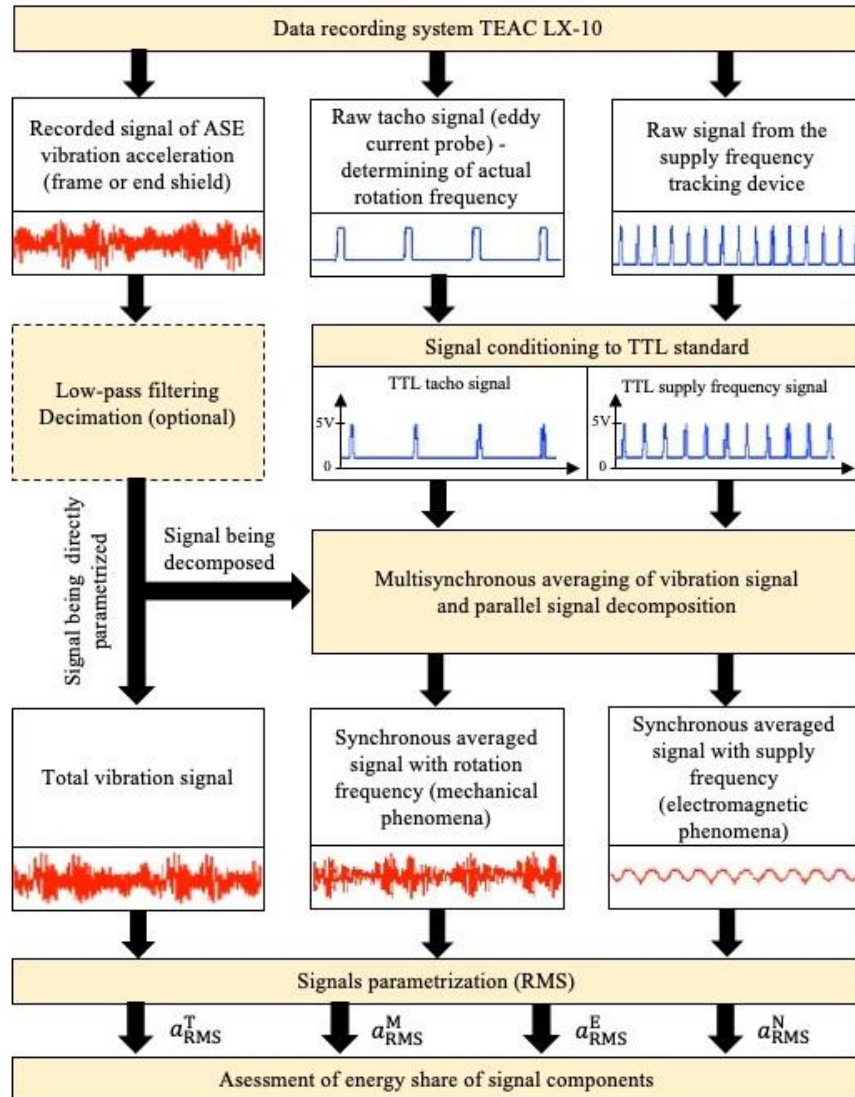 Data recording system TEAC LX-10
Recorded signal of ASE
vibration acceleration
(frame or end shield)
Raw tacho signal (eddy
current probe) -
determining of actual
rotation frequency
Raw signal from the
supply frequency
tracking device
Low-pass filtering
Decimation (optional)
Signal conditioning to TTL standard
TTL tacho signal
5V
0
TTL supply frequency signal
5V
0
Signal being directly
parametrized
Signal being
decomposed
Multisynchronous averaging of vibration signal
and parallel signal decomposition
Total vibration signal
Synchronous averaged
signal with rotation
frequency (mechanical
phenomena)
Synchronous averaged
signal with supply
frequency
(electromagnetic
phenomena)
Signals parametrization (RMS)
a^T_RMS
a^M_RMS
a^E_RMS
a^N_RMS
Asessment of energy share of signal components